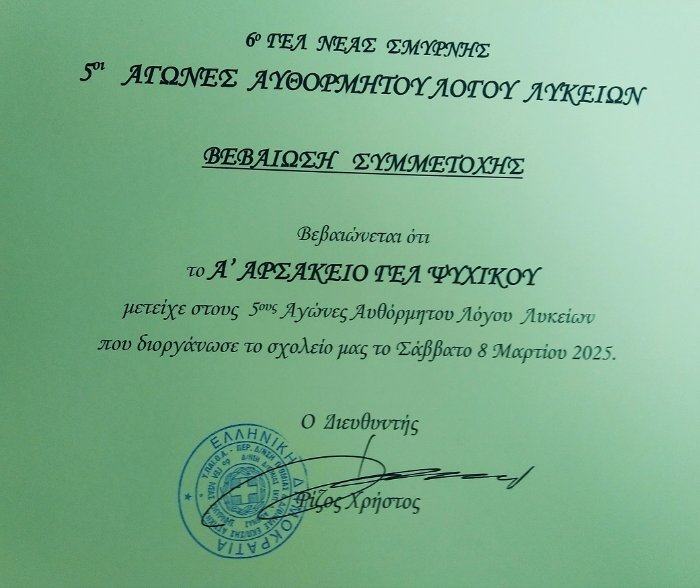 6ο ΓΕΛ ΝΕΑΣ ΣΜΥΡΝΗΣ
5οι ΑΓΩΝΕΣ ΑΥΘΟΡΜΗΤΟΥ ΛΟΓΟΥ ΛΥΚΕΙΩΝ
ΒΕΒΑΙΩΣΗ ΣΥΜΜΕΤΟΧΗΣ
Βεβαιώνεται ότι
το Α' ΑΡΣΑΚΕΙΟ ΓΕΛ ΨΥΧΙΚΟΥ
μετείχε στους 5ους Αγώνες Αυθόρμητου Λόγου Λυκείων
που διοργάνωσε το σχολείο μας το Σάββατο 8 Μαρτίου 2025.
Ο Διευθυντής
Ρίζος Χρήστος
ΕΛΛΗΝΙΚΗ ΔΗΜΟΚΡΑΤΙΑ